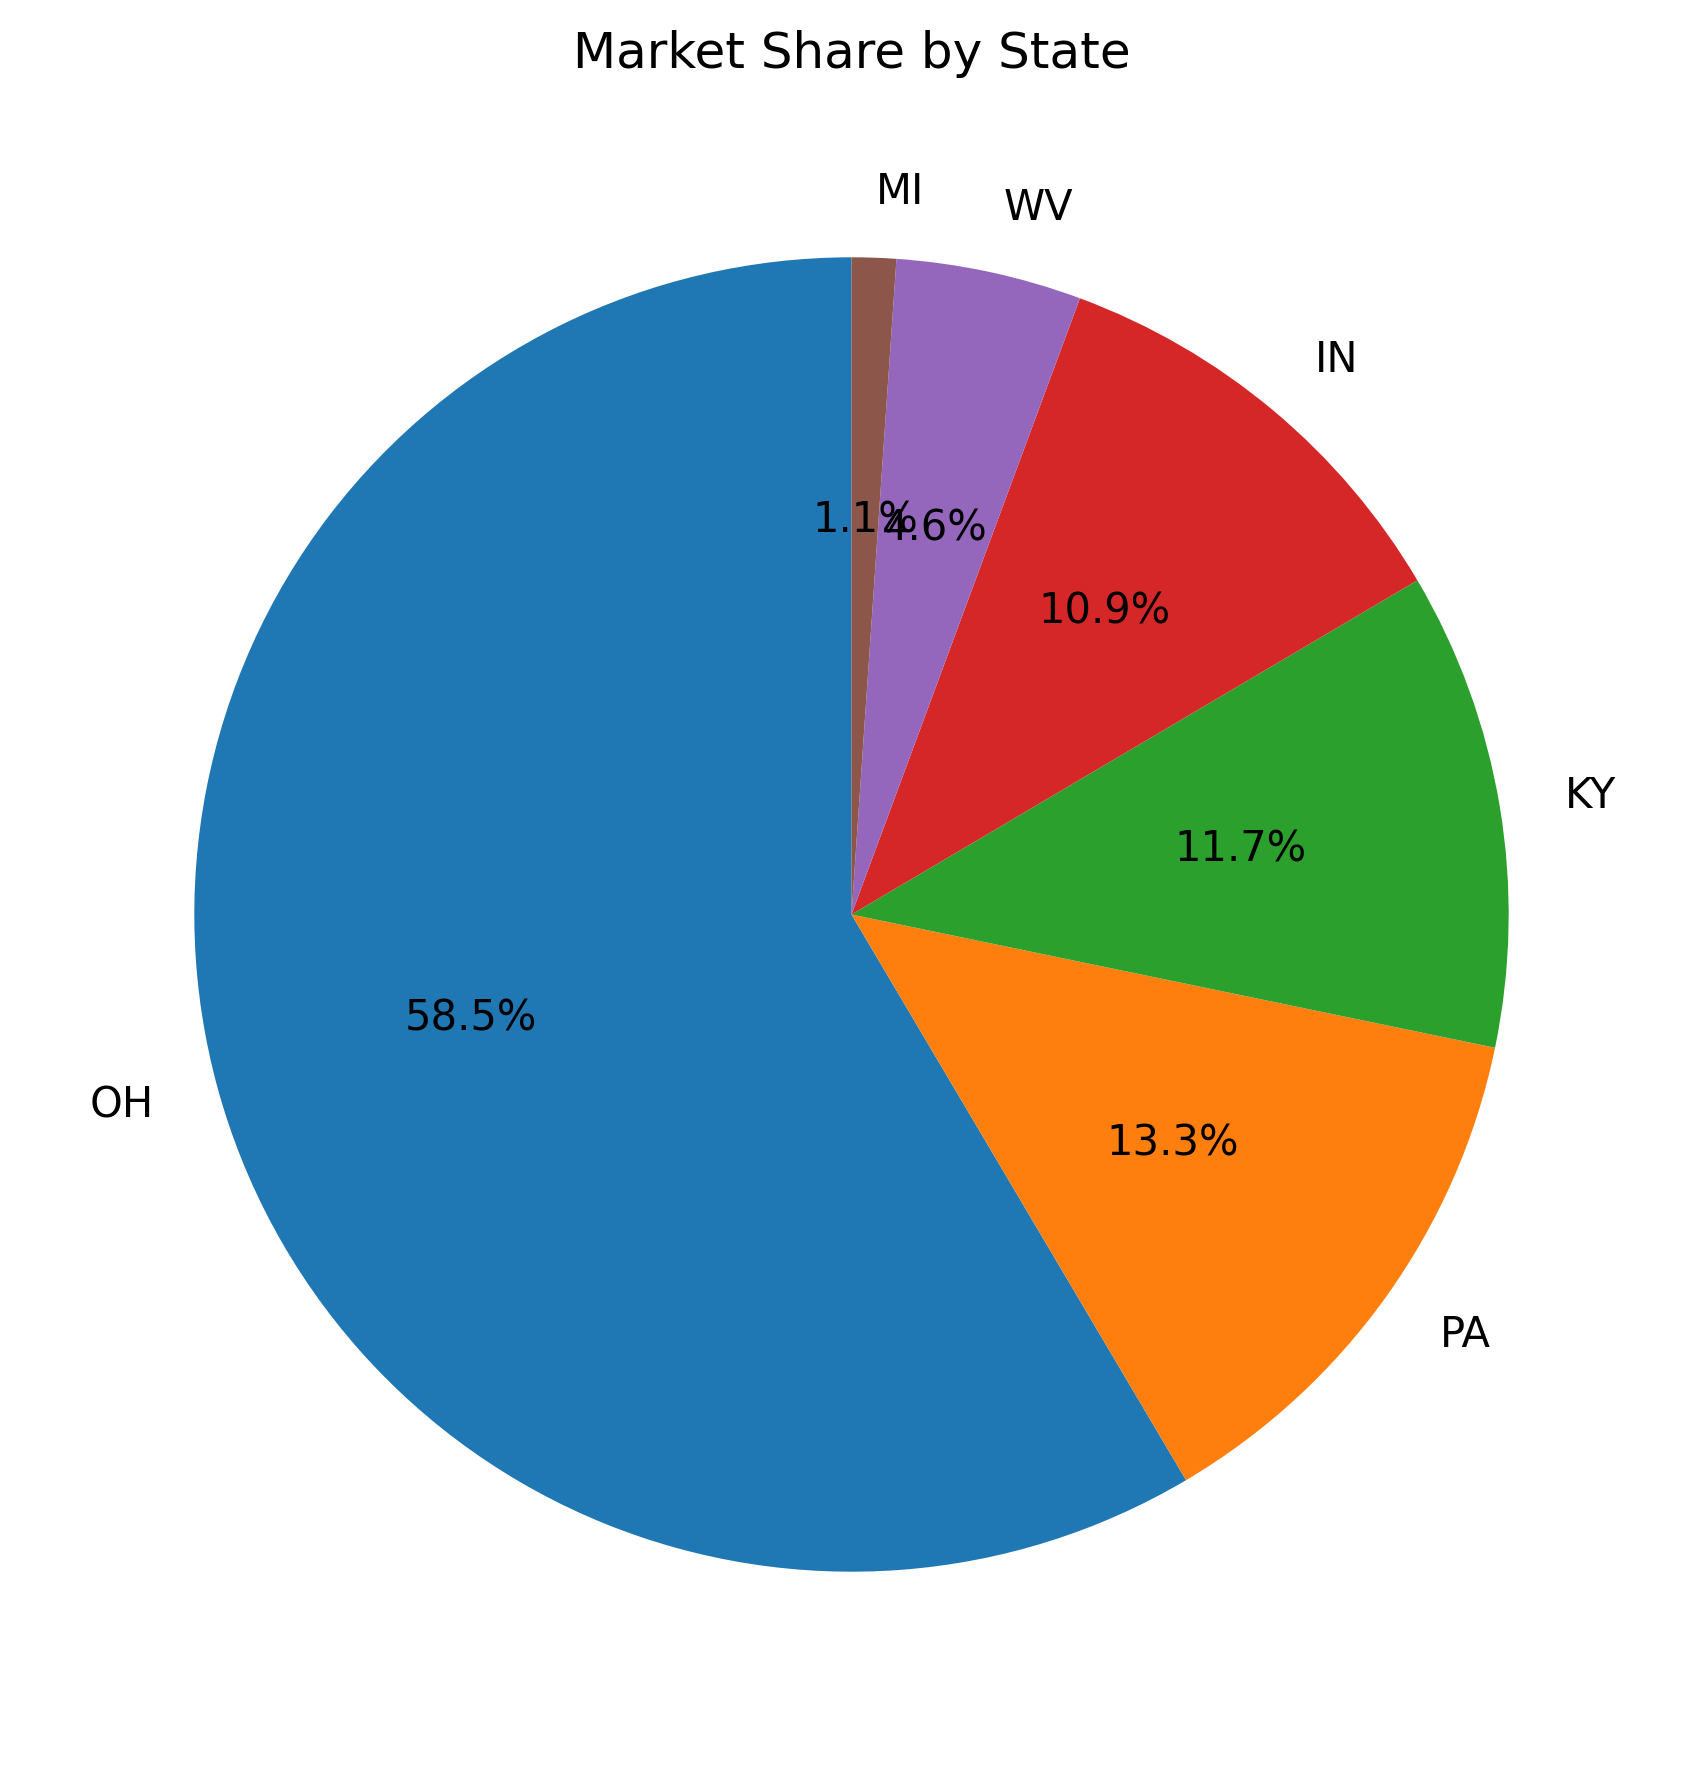 Market Share by State
MI
WV
IN
1.1%
4.6%
10.9%
KY
11.7%
58.5%
OH
13.3%
PA